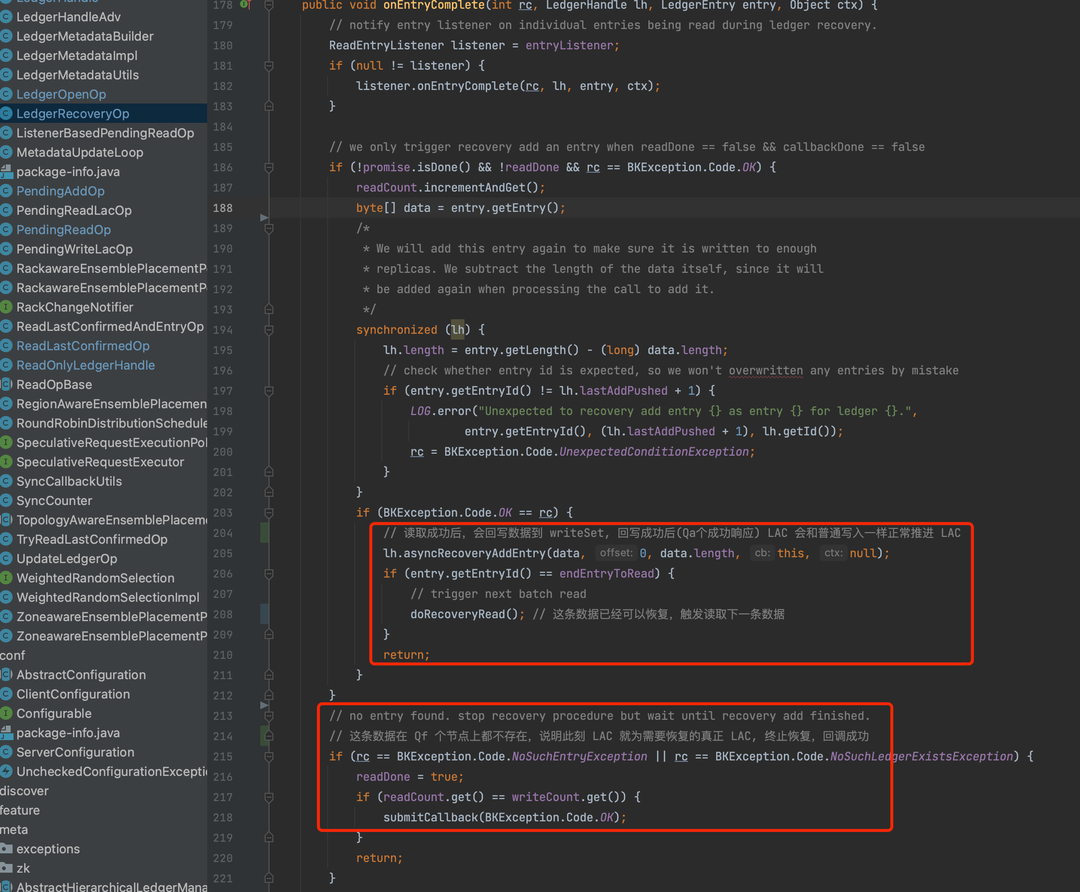 LedgerHandleAdv
LedgerMetadataBuilder
LedgerMetadataImpl
LedgerMetadataUtils
LedgerOpenOp
LedgerRecoveryOp
ListenerBasedPendingReadOp
MetadataUpdateLoop
package-info.java
PendingAddOp
PendingReadLacOp
PendingReadOp
PendingWriteLacOp
RackawareEnsemblePlacementP
RackawareEnsemblePlacementP
RackChangeNotifier
ReadLastConfirmedAndEntryOp
ReadLastConfirmedOp
ReadOnlyLedgerHandle
ReadOpBase
RegionAwareEnsemblePlacemen
RoundRobinDistributionSchedule
SpeculativeRequestExecutionPol
SpeculativeRequestExecutor
SyncCallbackUtils
SyncCounter
TopologyAwareEnsemblePlacem
TryReadLastConfirmedOp
UpdateLedgerOp
WeightedRandomSelection
WeightedRandomSelectionImpl
ZoneawareEnsemblePlacementP
ZoneawareEnsemblePlacementP
conf
AbstractConfiguration
ClientConfiguration
Configurable
package-info.java
ServerConfiguration
UncheckedConfigurationExceptio
discover
feature
meta
exceptions
zk
AbstractHierarchicalLedgerMana
178 public void onEntryComplete(int rc, LedgerHandle lh, LedgerEntry entry, Object ctx) {
179 // notify entry listener on individual entries being read during ledger recovery.
180 ReadEntryListener listener = entryListener;
181 if (null != listener) {
182 listener.onEntryComplete(rc, lh, entry, ctx);
183 }
184
185 // we only trigger recovery add an entry when readDone == false && callbackDone == false
186 if (!promise.isDone() && !readDone && rc == BKException.Code.OK) {
187 readCount.incrementAndGet();
188 byte[] data = entry.getEntry();
189 /*
190 * We will add this entry again to make sure it is written to enough
191 * replicas. We subtract the length of the data itself, since it will
192 * be added again when processing the call to add it.
193 */
194 synchronized (lh) {
195 lh.length = entry.getLength() - (long) data.length;
196 // check whether entry id is expected, so we won't overwritten any entries by mistake
197 if (entry.getEntryId() != lh.lastAddPushed + 1) {
198 LOG.error("Unexpected to recovery add entry {} as entry {} for ledger {}.",
199 entry.getEntryId(), (lh.lastAddPushed + 1), lh.getId());
200 rc = BKException.Code.UnexpectedConditionException;
201 }
202 }
203 if (BKException.Code.OK == rc) {
204 // 读取成功后，会回写数据到 writeSet, 回写成功后(Qa个成功响应) LAC 会和普通写入一样正常推进 LAC
205 lh.asyncRecoveryAddEntry(data, offset: 0, data.length, cb: this, ctx: null);
206 if (entry.getEntryId() == endEntryToRead) {
207 // trigger next batch read
208 doRecoveryRead(); // 这条数据已经可以恢复，触发读取下一条数据
209 }
210 return;
211 }
212 }
213 // no entry found. stop recovery procedure but wait until recovery add finished.
214 // 这条数据在 Qf 个节点上都不存在，说明此刻 LAC 就为需要恢复的真正 LAC, 终止恢复，回调成功
215 if (rc == BKException.Code.NoSuchEntryException || rc == BKException.Code.NoSuchLedgerExistsException) {
216 readDone = true;
217 if (readCount.get() == writeCount.get()) {
218 submitCallback(BKException.Code.OK);
219 }
220 return;
221 }